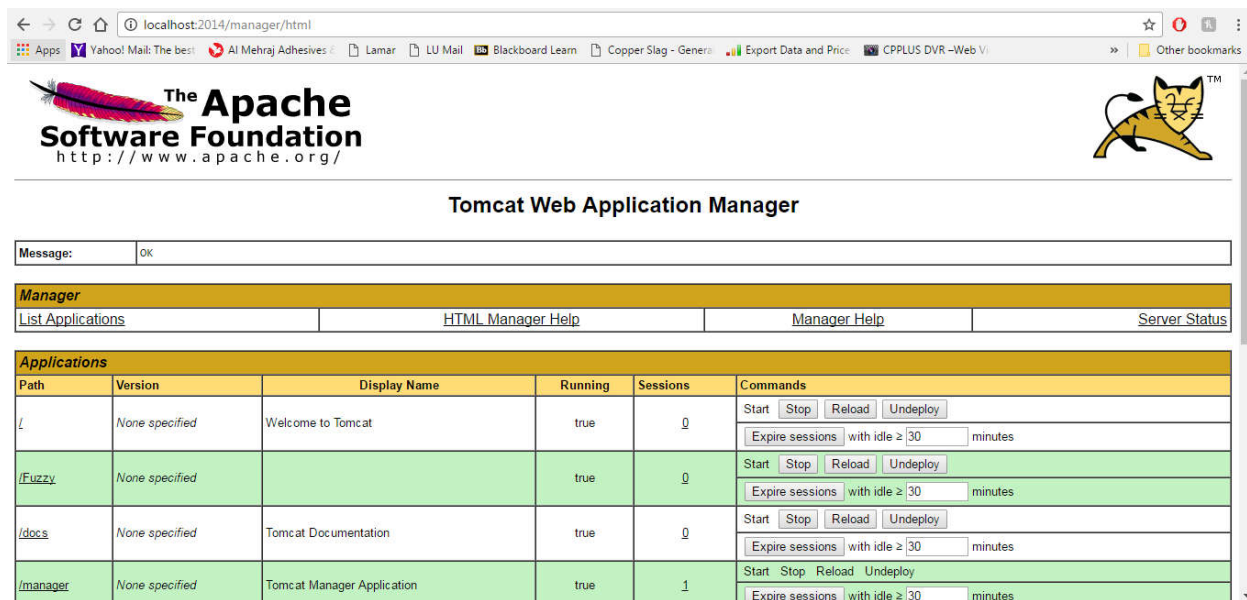 localhost:2014/manager/html
Apps Yahoo! Mail: The best Al Mehraj Adhesives & Lamar LU Mail Bb Blackboard Learn Copper Slag - Genera Export Data and Price CPPLUS DVR –Web Vi » Other bookmarks
The Apache
Software Foundation
http://www.apache.org/
TM
Tomcat Web Application Manager
Message: OK
Manager
List Applications HTML Manager Help Manager Help Server Status
Applications
Path Version Display Name Running Sessions Commands
/ None specified Welcome to Tomcat true 0 Start Stop Reload Undeploy
Expire sessions with idle ≥ 30 minutes
/Fuzzy None specified true 0 Start Stop Reload Undeploy
Expire sessions with idle ≥ 30 minutes
/docs None specified Tomcat Documentation true 0 Start Stop Reload Undeploy
Expire sessions with idle ≥ 30 minutes
/manager None specified Tomcat Manager Application true 1 Start Stop Reload Undeploy
Expire sessions with idle ≥ 30 minutes